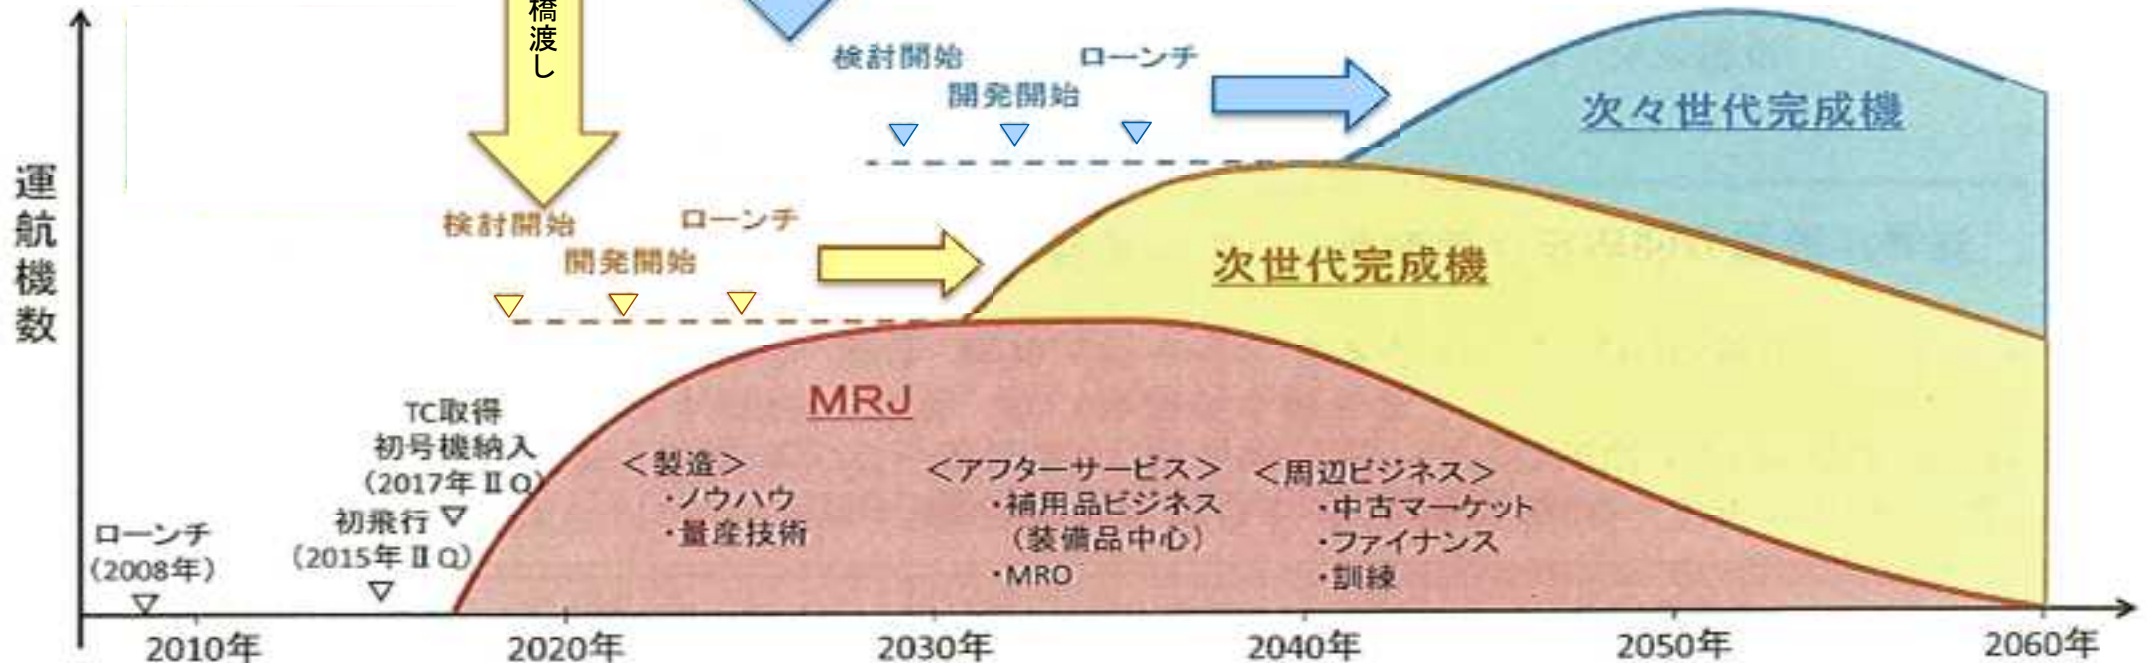 橋渡し
検討開始
ローンチ
開発開始
次々世代完成機
運航機数
検討開始
ローンチ
開発開始
次世代完成機
MRJ
TC取得
初号機納入
(2017年ⅡQ)
初飛行
(2015年ⅡQ)
ローンチ
(2008年)
＜製造＞
・ノウハウ
・量産技術
＜アフターサービス＞
・補用品ビジネス
(装備品中心)
・MRO
＜周辺ビジネス＞
・中古マーケット
・ファイナンス
・訓練
2010年 2020年 2030年 2040年 2050年 2060年